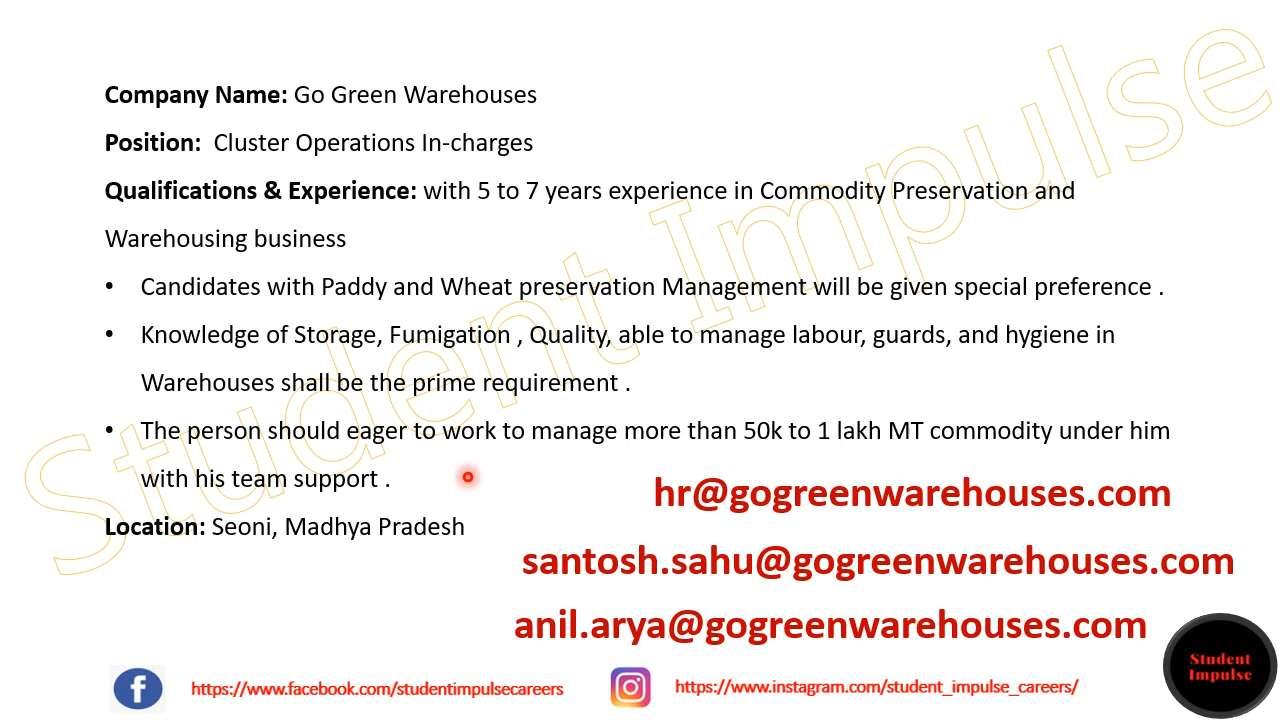 Company Name: Go Green Warehouses
Position: Cluster Operations In-charges
Qualifications & Experience: with 5 to 7 years experience in Commodity Preservation and
Warehousing business
• Candidates with Paddy and Wheat preservation Management will be given special preference .
• Knowledge of Storage, Fumigation , Quality, able to manage labour, guards, and hygiene in
Warehouses shall be the prime requirement .
• The person should eager to work to manage more than 50k to 1 lakh MT commodity under him
with his team support .
Location: Seoni, Madhya Pradesh
hr@gogreenwarehouses.com
santosh.sahu@gogreenwarehouses.com
anil.arya@gogreenwarehouses.com
https://www.facebook.com/studentimpulsecareers
https://www.instagram.com/student_impulse_careers/
Student
Impulse
Student Impulse